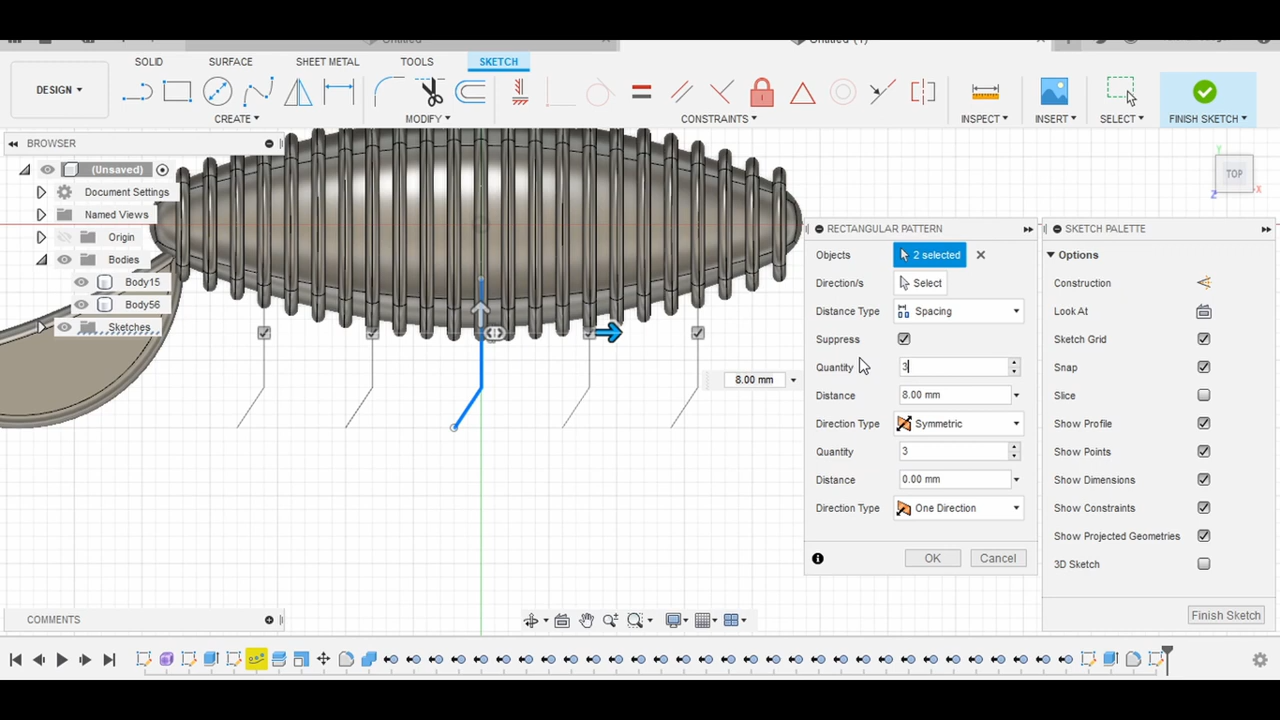 Untitled
Untitled (1)
SOLID
SURFACE
SHEET METAL
TOOLS
SKETCH
DESIGN
CREATE
MODIFY
CONSTRAINTS
INSPECT
INSERT
SELECT
FINISH SKETCH
BROWSER
(Unsaved)
Document Settings
Named Views
Origin
Bodies
Body15
Body56
Sketches
Y
TOP
X
Z
8.00 mm
RECTANGULAR PATTERN
Objects 2 selected
Direction/s Select
Distance Type Spacing
Suppress
Quantity 3
Distance 8.00 mm
Direction Type Symmetric
Quantity 3
Distance 0.00 mm
Direction Type One Direction
OK Cancel
SKETCH PALETTE
Options
Construction
Look At
Sketch Grid
Snap
Slice
Show Profile
Show Points
Show Dimensions
Show Constraints
Show Projected Geometries
3D Sketch
Finish Sketch
COMMENTS